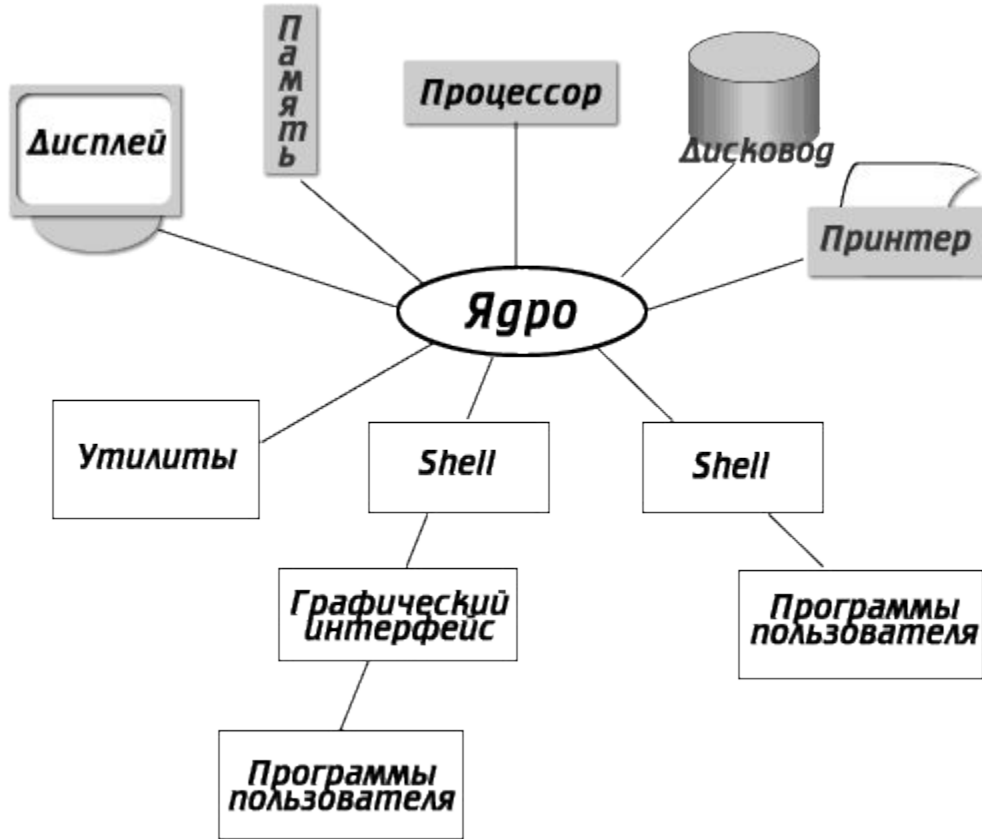 Память
Процессор
Дисплей
Дисковод
Принтер
Ядро
Утилиты
Shell
Shell
Графический
интерфейс
Программы
пользователя
Программы
пользователя